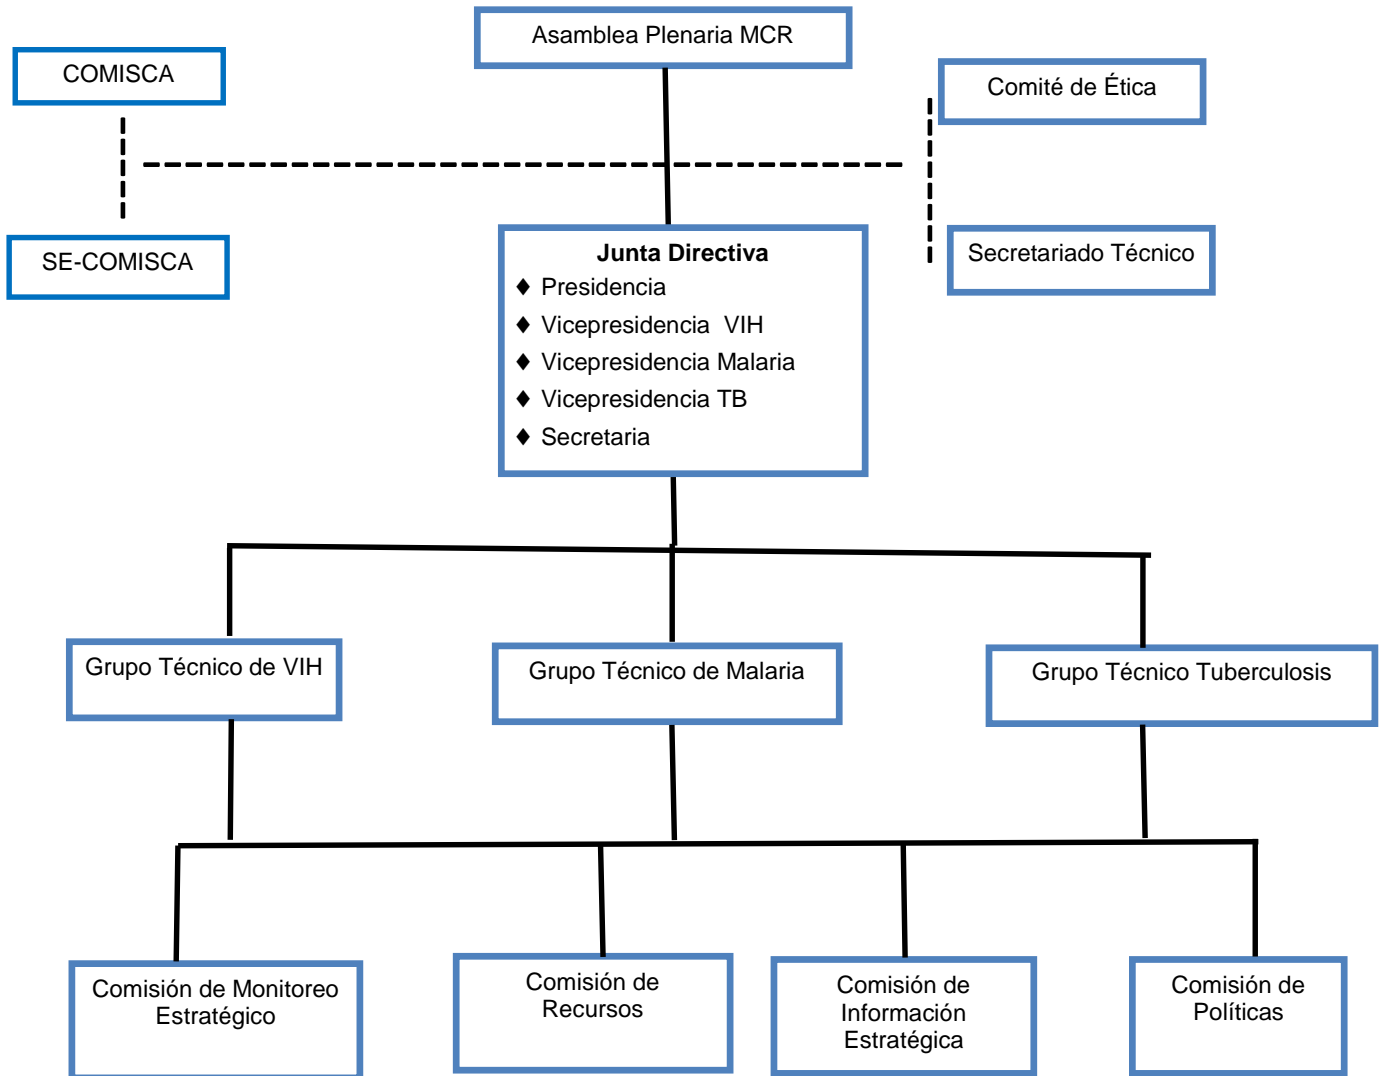 Asamblea Plenaria MCR
COMISCA
Comité de Ética
SE-COMISCA
Secretariado Técnico
Junta Directiva
♦ Presidencia
♦ Vicepresidencia VIH
♦ Vicepresidencia Malaria
♦ Vicepresidencia TB
♦ Secretaria
Grupo Técnico de VIH
Grupo Técnico de Malaria
Grupo Técnico Tuberculosis
Comisión de Monitoreo
Estratégico
Comisión de
Recursos
Comisión de
Información
Estratégica
Comisión de
Políticas